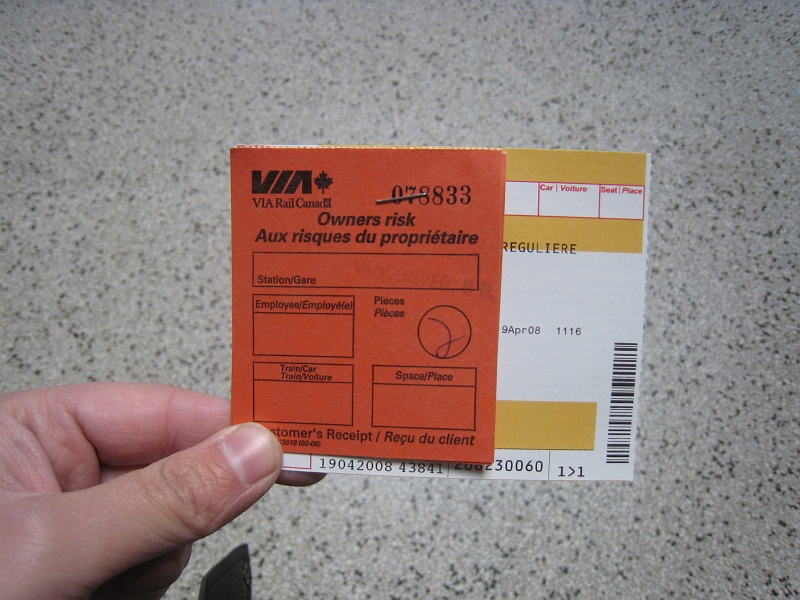 VIA
VIA Rail Canada
078833
Owners risk
Aux risques du propriétaire
Station/Gare
Employee/Employé(e)
Pieces
Pièces
Train/Car
Train/Voiture
Space/Place
stomer's Receipt / Reçu du client
Car | Voiture
Seat | Place
REGULIERE
9Apr08 1116
19042008 43841
208230060
1>1